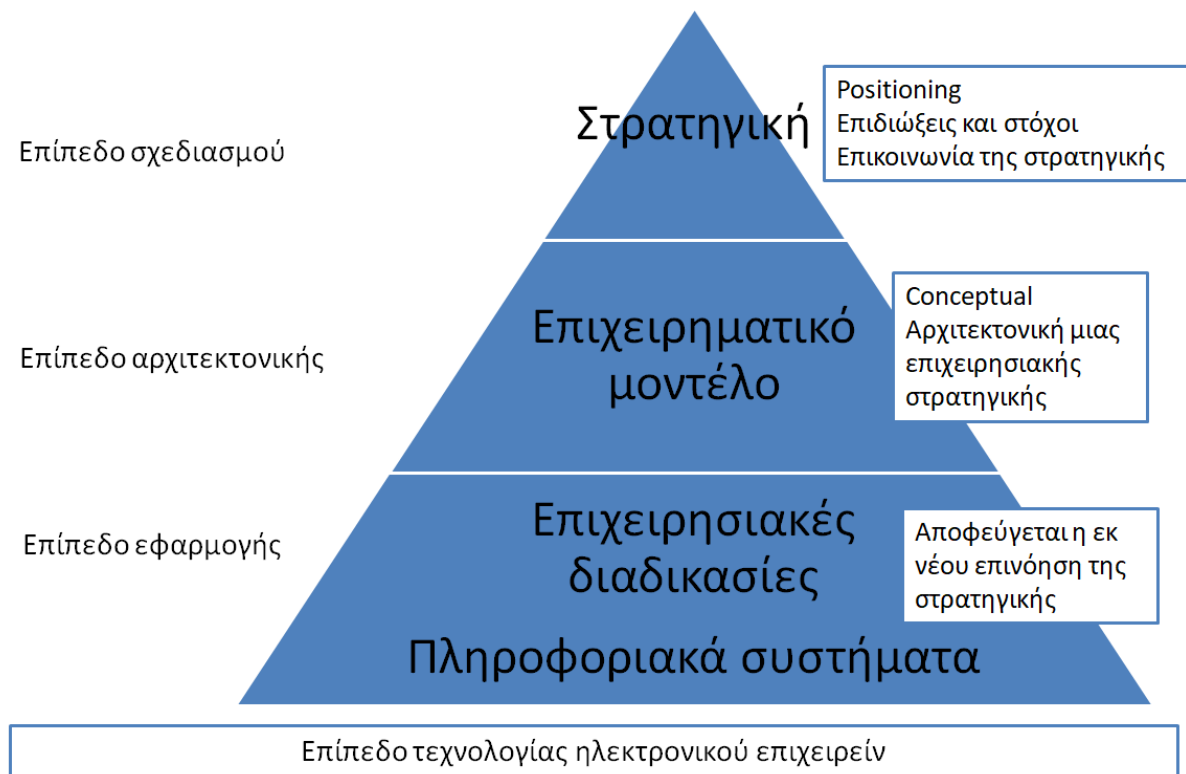 Επίπεδο σχεδιασμού
Στρατηγική
Positioning
Επιδιώξεις και στόχοι
Επικοινωνία της στρατηγικής
Επίπεδο αρχιτεκτονικής
Επιχειρηματικό
μοντέλο
Conceptual
Αρχιτεκτονική μιας
επιχειρησιακής
στρατηγικής
Επίπεδο εφαρμογής
Επιχειρησιακές
διαδικασίες
Πληροφοριακά συστήματα
Αποφεύγεται η εκ
νέου επινόηση της
στρατηγικής
Επίπεδο τεχνολογίας ηλεκτρονικού επιχειρείν